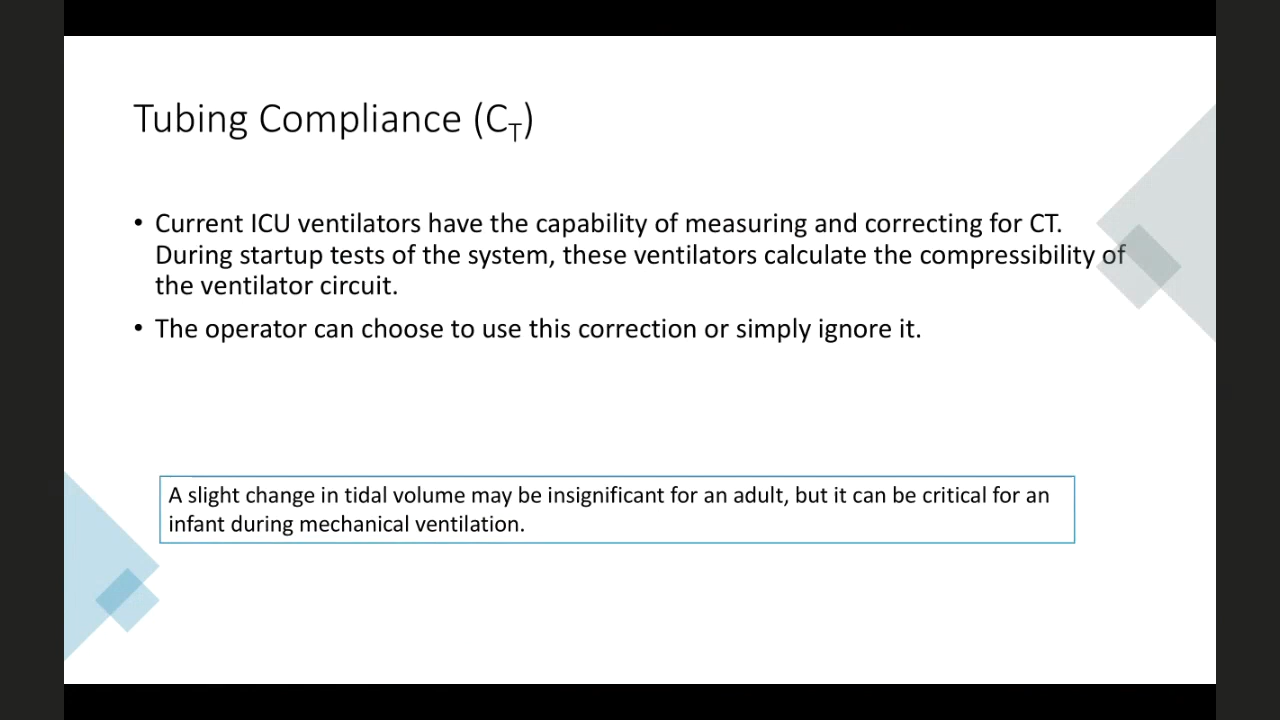 Tubing Compliance (CT)
• Current ICU ventilators have the capability of measuring and correcting for CT.
During startup tests of the system, these ventilators calculate the compressibility of
the ventilator circuit.
• The operator can choose to use this correction or simply ignore it.
A slight change in tidal volume may be insignificant for an adult, but it can be critical for an
infant during mechanical ventilation.